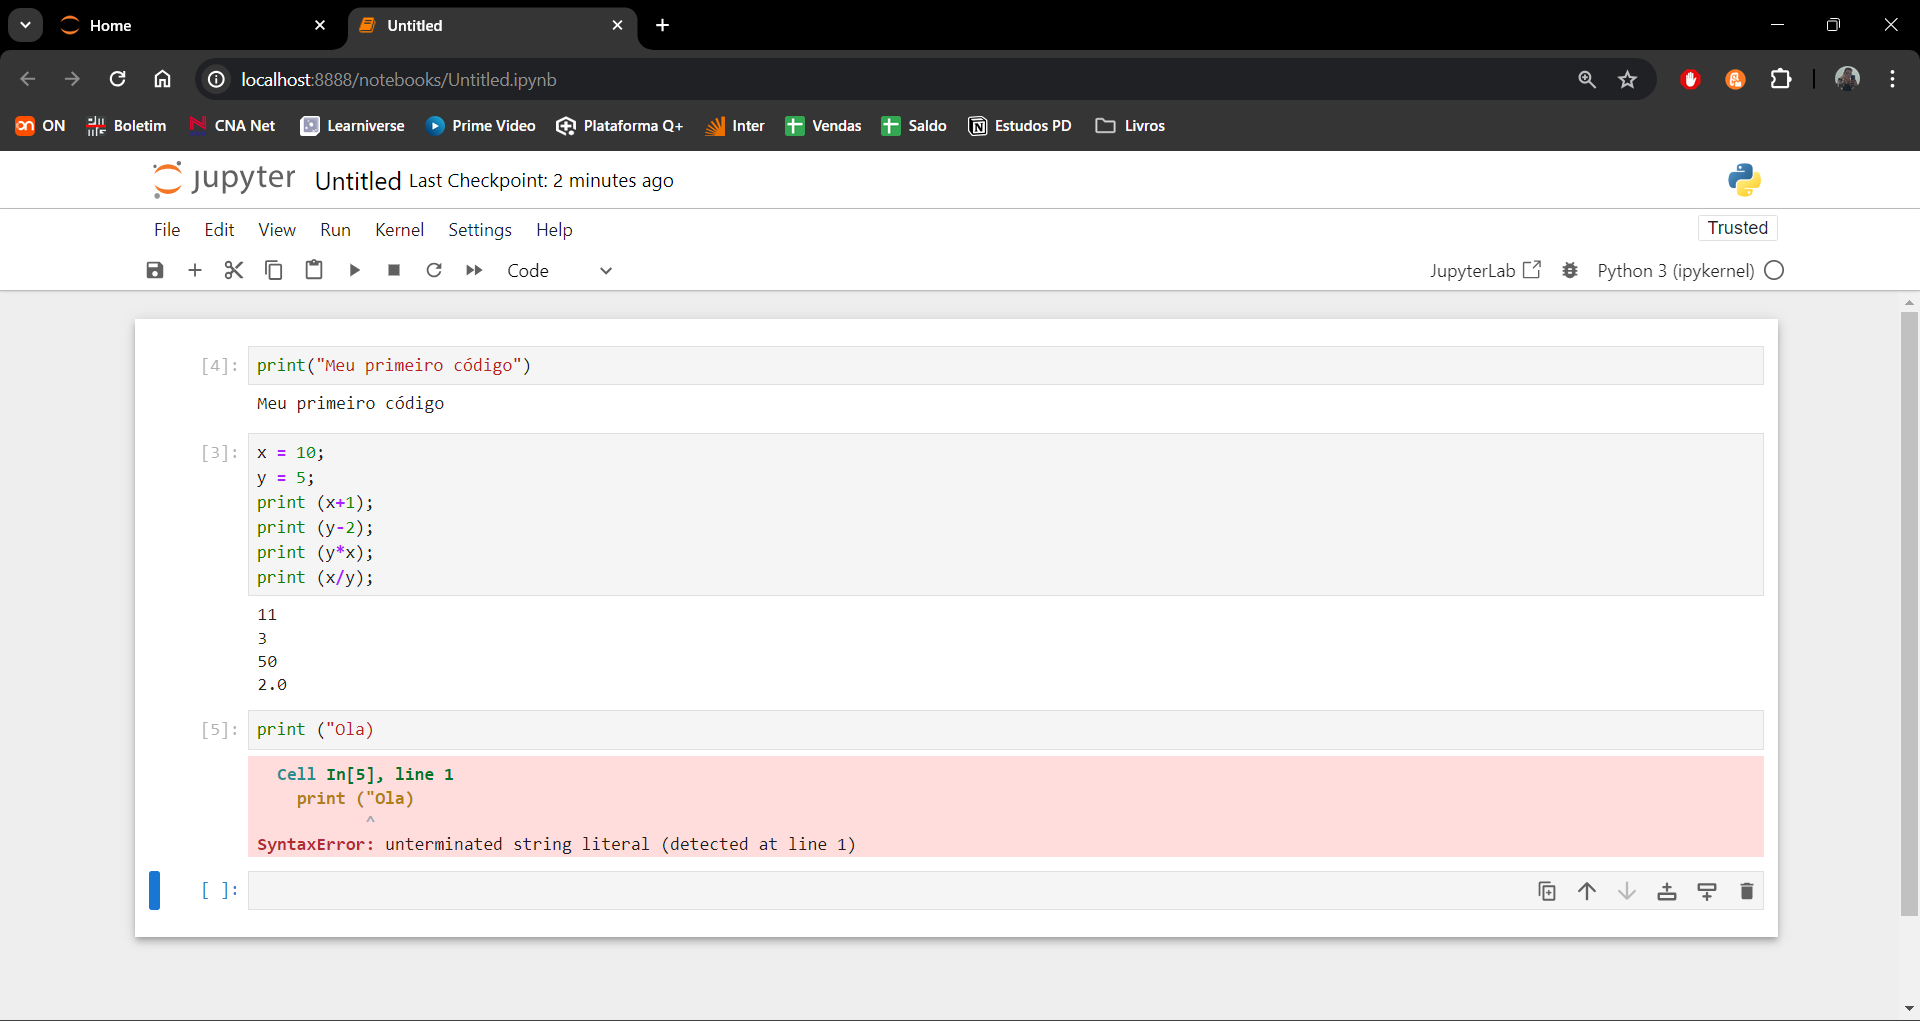 Home
Untitled
localhost:8888/notebooks/Untitled.ipynb
ON Boletim CNA Net Learniverse Prime Video Plataforma Q+ Inter Vendas Saldo Estudos PD Livros
jupyter Untitled Last Checkpoint: 2 minutes ago
File Edit View Run Kernel Settings Help
Trusted
Code
JupyterLab Python 3 (ipykernel)
[4]: print("Meu primeiro código")
Meu primeiro código
[3]: x = 10;
y = 5;
print (x+1);
print (y-2);
print (y*x);
print (x/y);
11
3
50
2.0
[5]: print ("Ola)
Cell In[5], line 1
print ("Ola)
^
SyntaxError: unterminated string literal (detected at line 1)
[ ]: